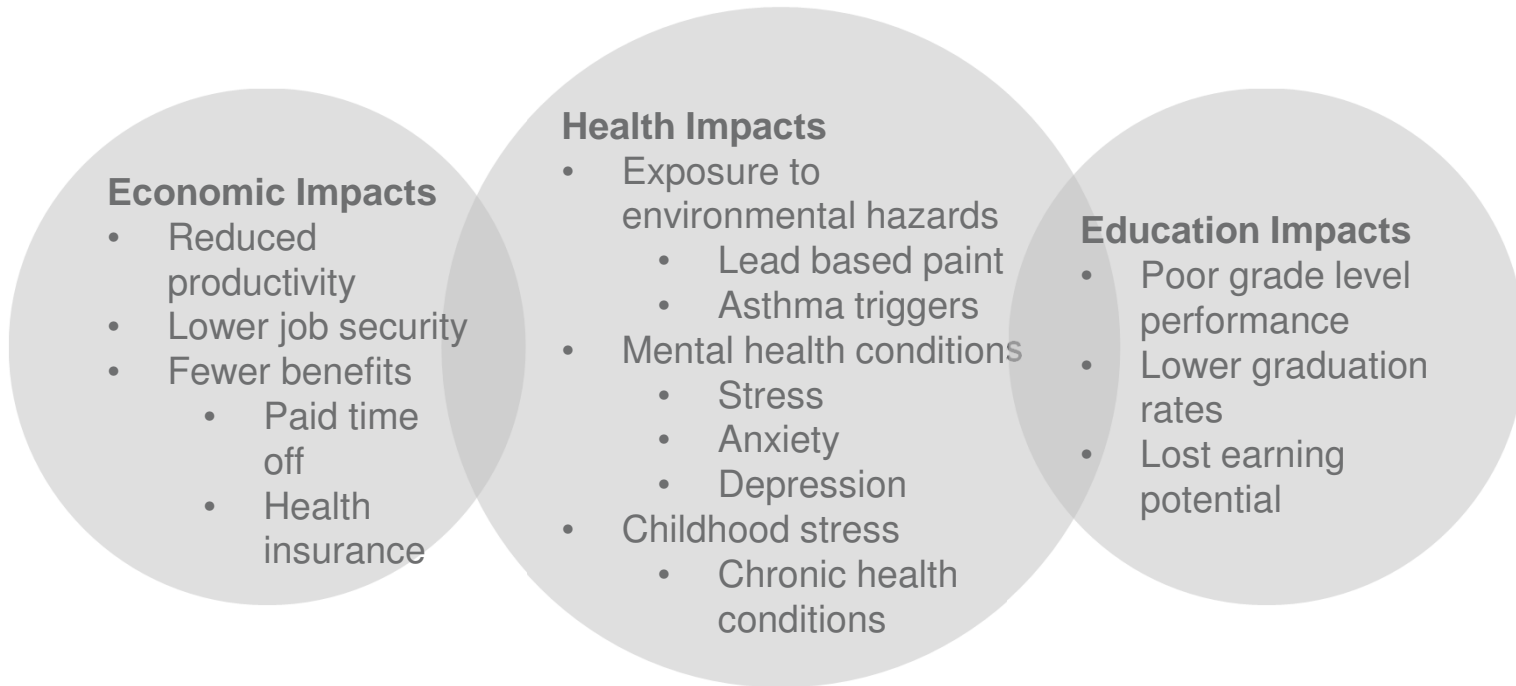 Economic Impacts
• Reduced
productivity
• Lower job security
• Fewer benefits
• Paid time
off
• Health
insurance
Health Impacts
• Exposure to
environmental hazards
• Lead based paint
• Asthma triggers
• Mental health conditions
• Stress
• Anxiety
• Depression
• Childhood stress
• Chronic health
conditions
Education Impacts
• Poor grade level
performance
• Lower graduation
rates
• Lost earning
potential